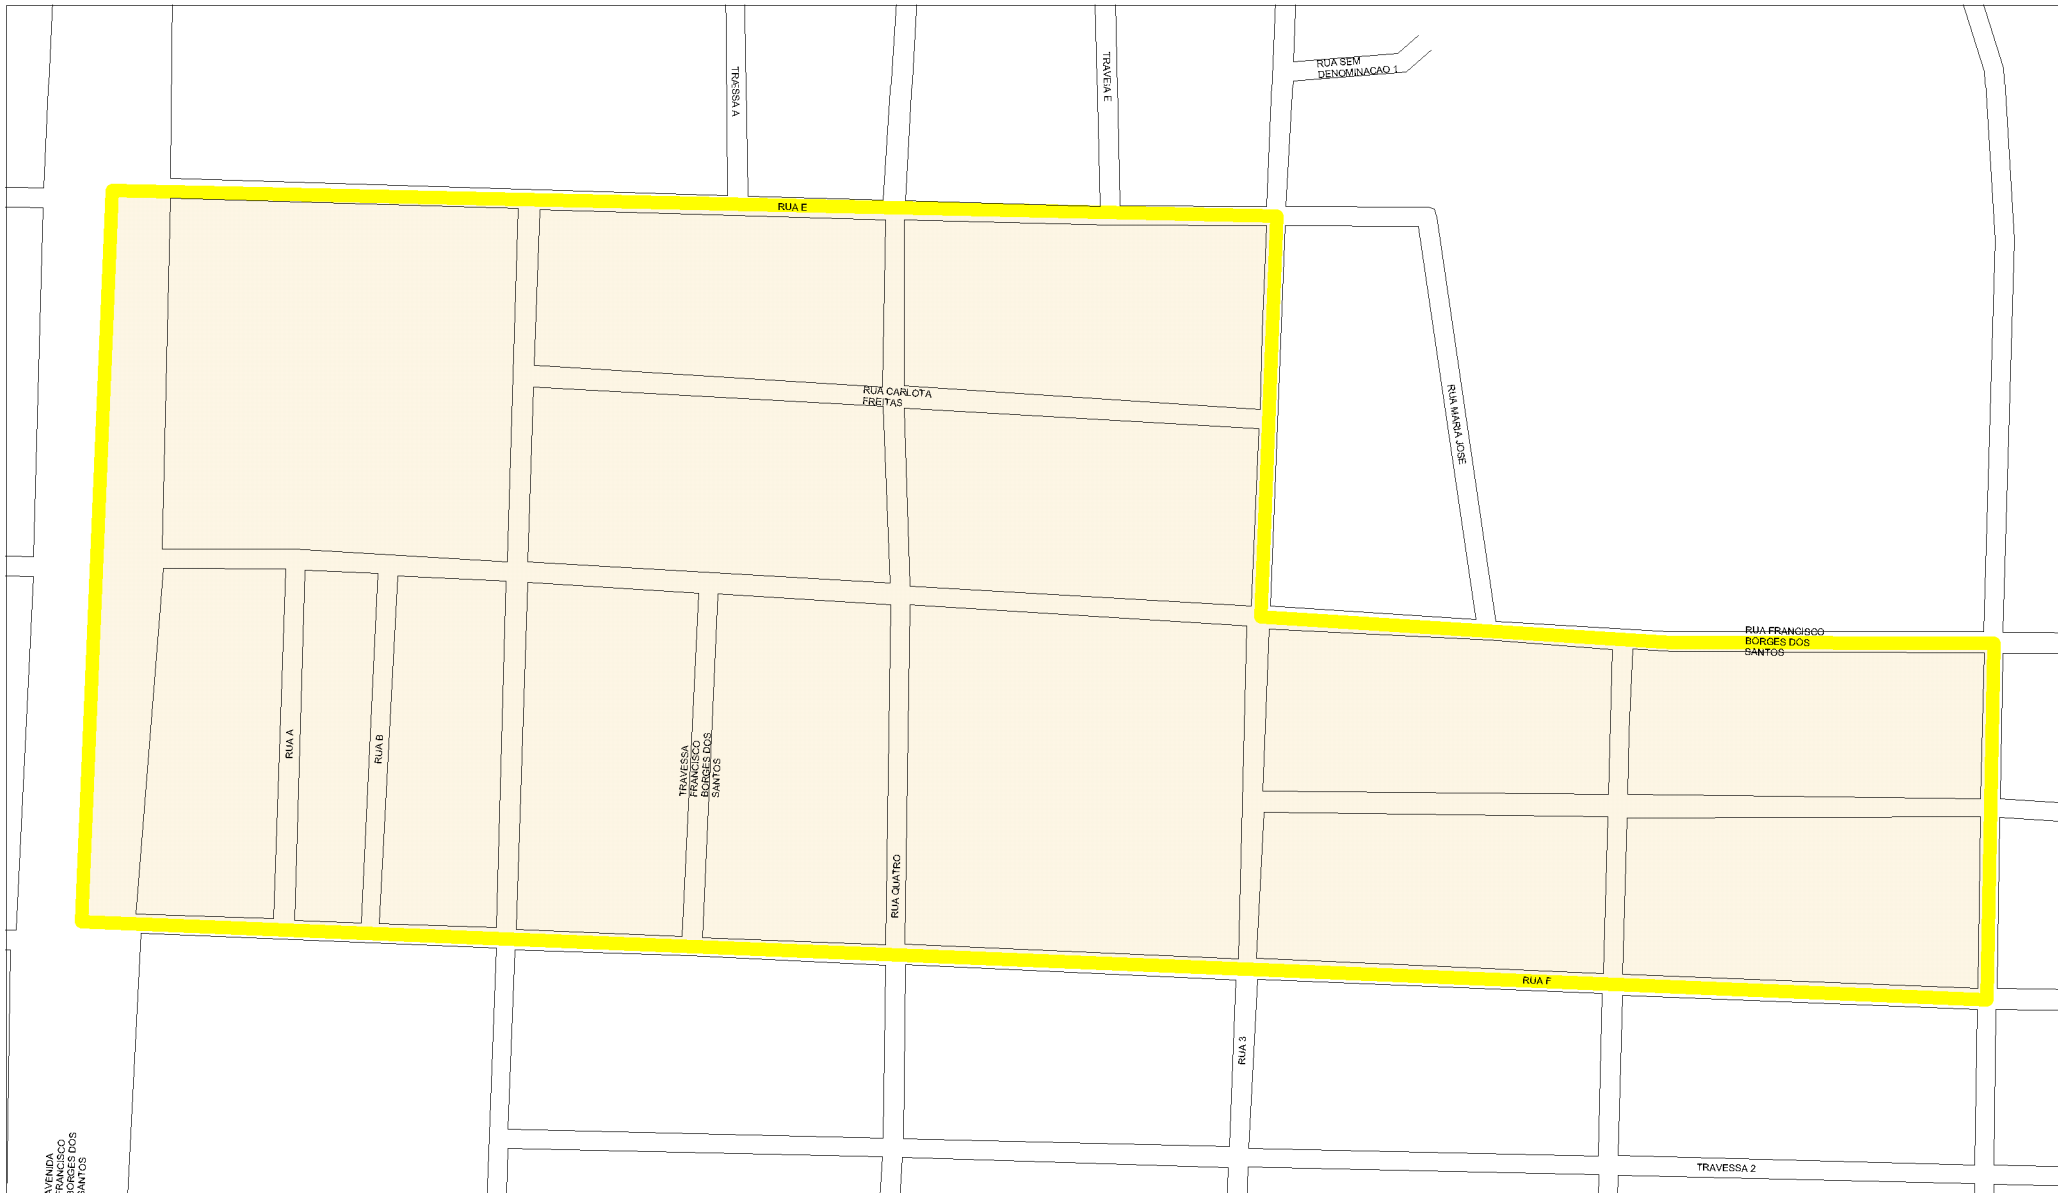 TRAESSA A
TRAVEIA E
RUA SEM
DENOMINACAO 1
RUA E
RUA CARLOTA
FREITAS
RUA MARIA JOSE
RUA FRANCISCO
BORGES DOS
SANTOS
RUA A
RUA B
TRAVESSA
FRANCISCO
BORGES DOS
SANTOS
RUA QUATRO
RUA F
RUA 3
AVENIDA
FRANCISCO
BORGES DOS
SANTOS
TRAVESSA 2